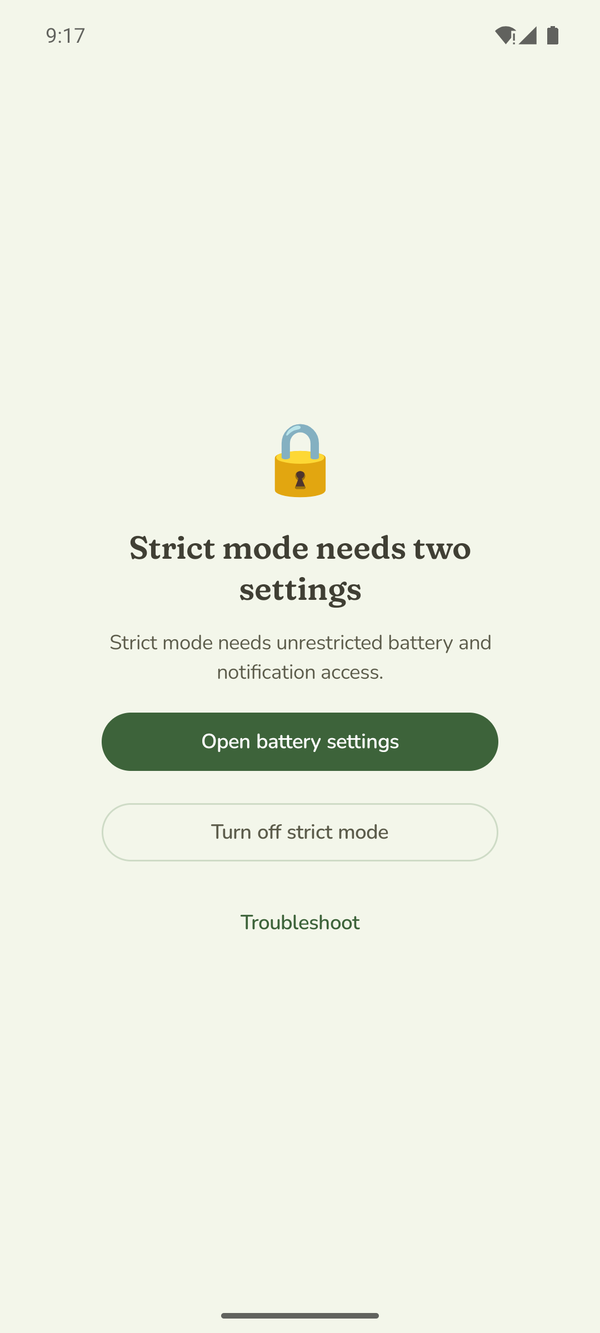 9:17
Strict mode needs two
settings
Strict mode needs unrestricted battery and
notification access.
Open battery settings
Turn off strict mode
Troubleshoot